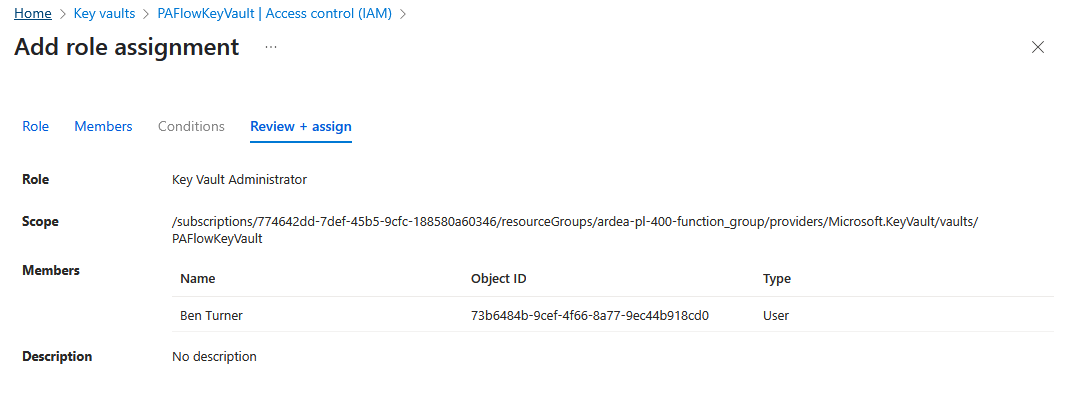 Home > Key vaults > PAFlowKeyVault | Access control (IAM) >
Add role assignment ...
Role Members Conditions Review + assign
Role Key Vault Administrator
Scope /subscriptions/774642dd-7def-45b5-9cfc-188580a60346/resourceGroups/ardea-pl-400-function_group/providers/Microsoft.KeyVault/vaults/
PAFlowKeyVault
Members
Name Object ID Type
Ben Turner 73b6484b-9cef-4f66-8a77-9ec44b918cd0 User
Description No description